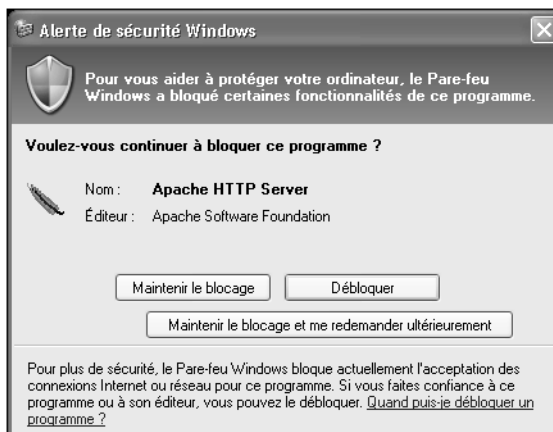 Alerte de sécurité Windows
Pour vous aider à protéger votre ordinateur, le Pare-feu
Windows a bloqué certaines fonctionnalités de ce programme.
Voulez-vous continuer à bloquer ce programme ?
Nom : Apache HTTP Server
Éditeur : Apache Software Foundation
Maintenir le blocage Débloquer
Maintenir le blocage et me redemander ultérieurement
Pour plus de sécurité, le Pare-feu Windows bloque actuellement l'acceptation des
connexions Internet ou réseau pour ce programme. Si vous faites confiance à ce
programme ou à son éditeur, vous pouvez le débloquer. Quand puis-je débloquer un
programme ?